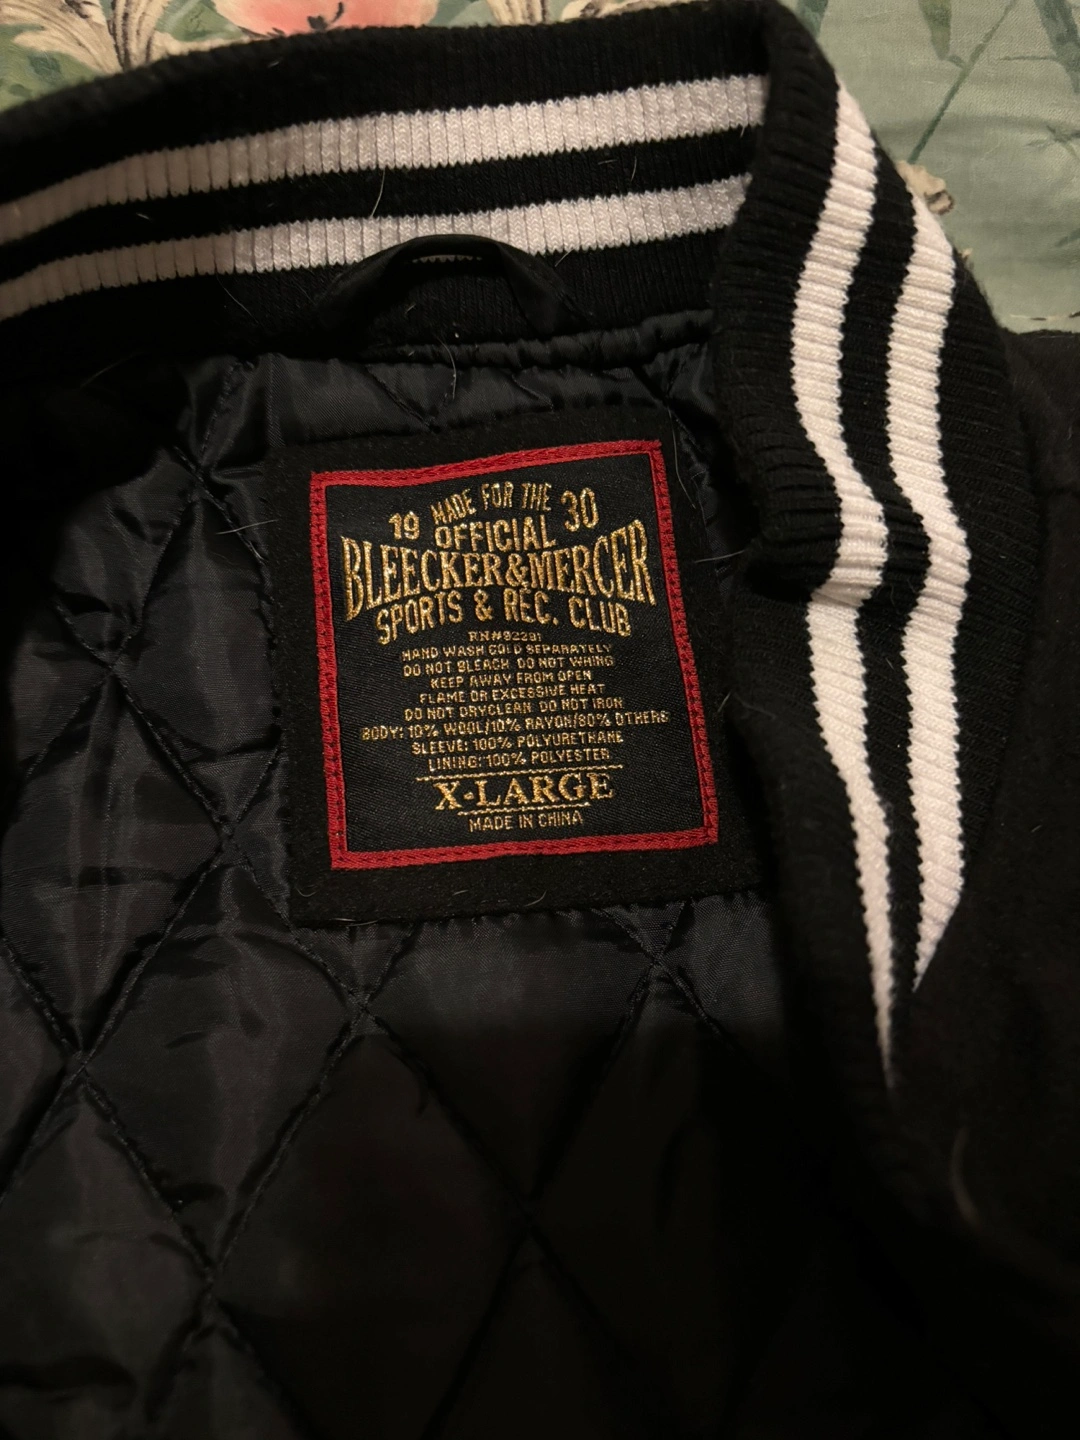 MADE FOR THE
19 OFFICIAL 30
BLEECKER&MERCER
SPORTS & REC. CLUB
RN#92291
HAND WASH COLD SEPARATELY
DO NOT BLEACH DO NOT WRING
KEEP AWAY FROM OPEN
FLAME OR EXCESSIVE HEAT
DO NOT DRYCLEAN DO NOT IRON
BODY: 10% WOOL/10% RAYON/80% OTHERS
SLEEVE: 100% POLYURETHANE
LINING: 100% POLYESTER
X·LARGE
MADE IN CHINA